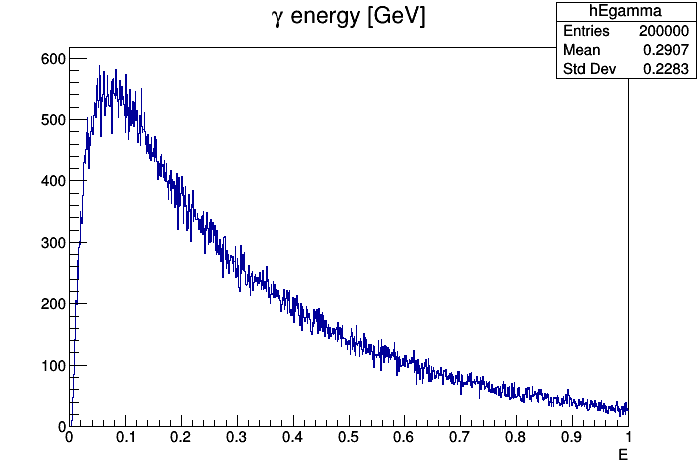 γ energy [GeV]
hEgamma
Entries 200000
Mean 0.2907
Std Dev 0.2283
600
500
400
300
200
100
0
0 0.1 0.2 0.3 0.4 0.5 0.6 0.7 0.8 0.9 1
E